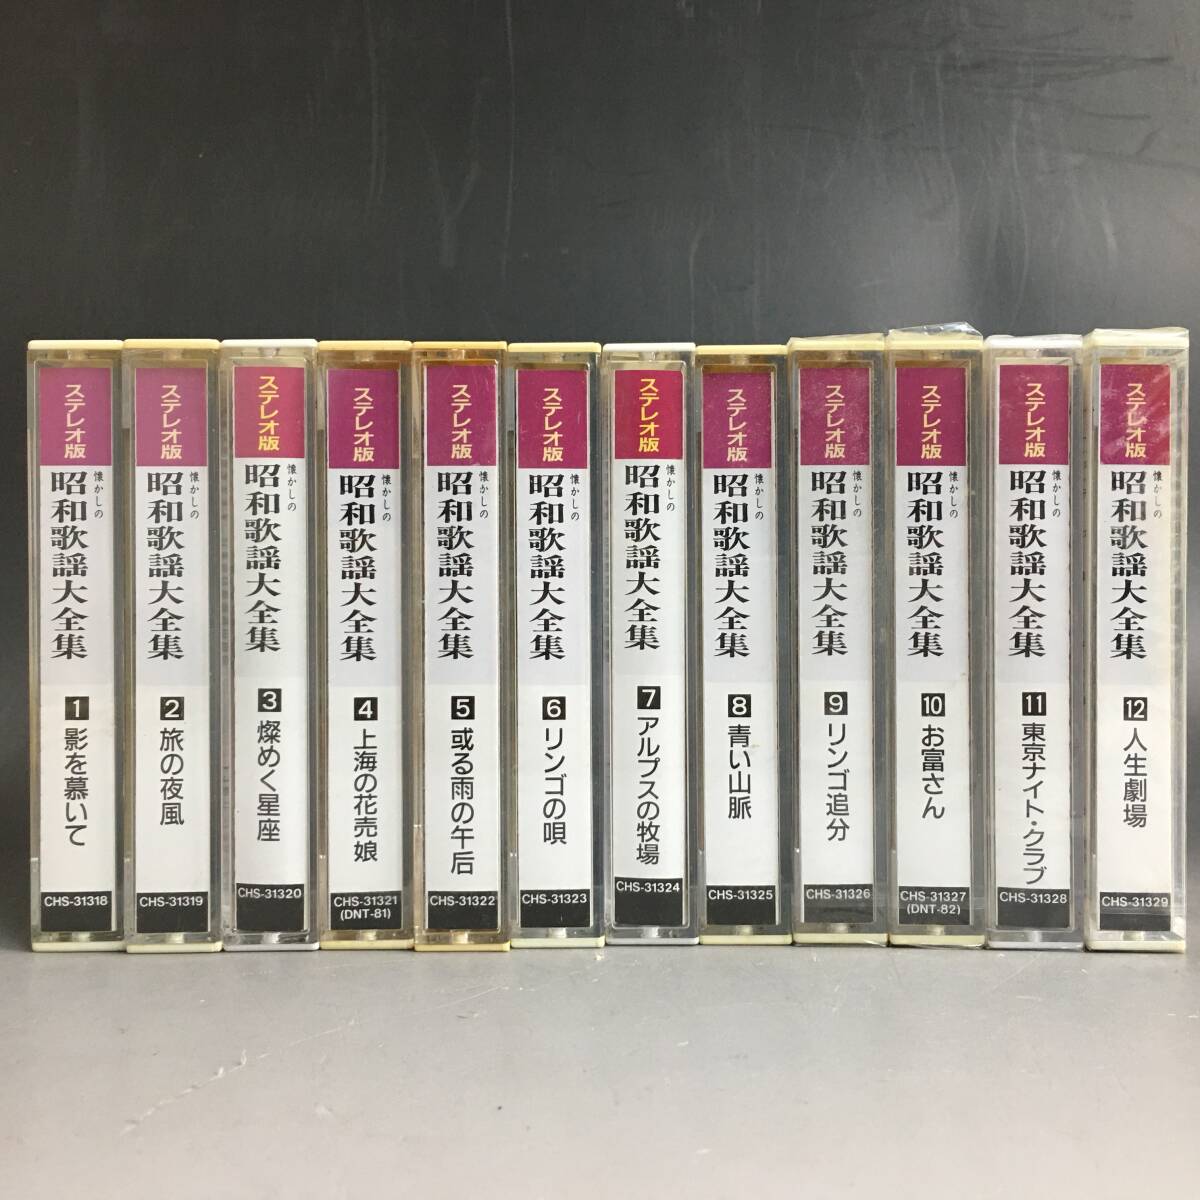 ステレオ版
懐かしの
昭和歌謡大全集
1 影を慕いて
CHS-31318
ステレオ版
懐かしの
昭和歌謡大全集
2 旅の夜風
CHS-31319
ステレオ版
懐かしの
昭和歌謡大全集
3 燦めく星座
CHS-31320
ステレオ版
懐かしの
昭和歌謡大全集
4 上海の花売娘
CHS-31321
(DNT-81)
ステレオ版
懐かしの
昭和歌謡大全集
5 或る雨の午后
CHS-31322
ステレオ版
懐かしの
昭和歌謡大全集
6 リンゴの唄
CHS-31323
ステレオ版
懐かしの
昭和歌謡大全集
7 アルプスの牧場
CHS-31324
ステレオ版
懐かしの
昭和歌謡大全集
8 青い山脈
CHS-31325
ステレオ版
懐かしの
昭和歌謡大全集
9 リンゴ追分
CHS-31326
ステレオ版
懐かしの
昭和歌謡大全集
10 お富さん
CHS-31327
(DNT-82)
ステレオ版
懐かしの
昭和歌謡大全集
11 東京ナイト・クラブ
CHS-31328
ステレオ版
懐かしの
昭和歌謡大全集
12 人生劇場
CHS-31329